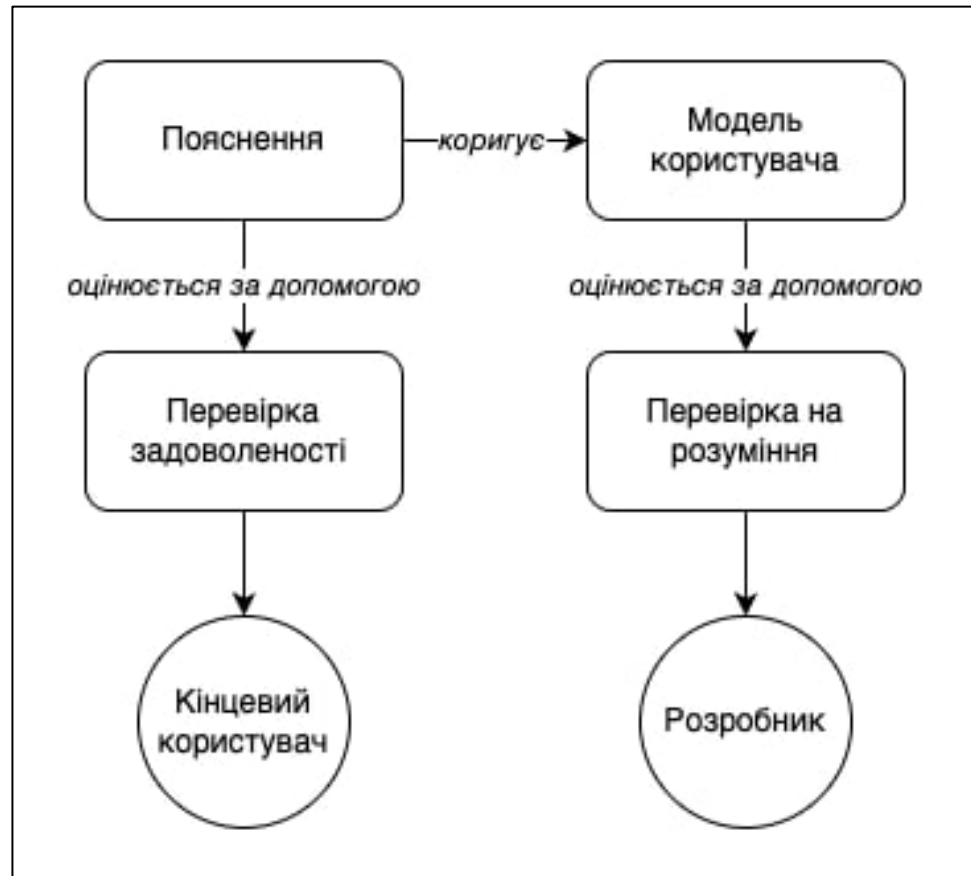 Пояснення
коригує
Модель
користувача
оцінюється за допомогою
оцінюється за допомогою
Перевірка
задоволеності
Перевірка на
розуміння
Кінцевий
користувач
Розробник